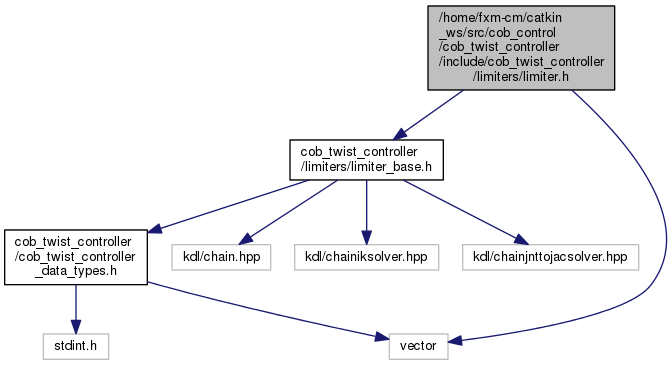 /home/fxm-cm/catkin
_ws/src/cob_control
/cob_twist_controller
/include/cob_twist_controller
/limiters/limiter.h
cob_twist_controller
/limiters/limiter_base.h
cob_twist_controller
/cob_twist_controller
_data_types.h
kdl/chain.hpp
kdl/chainiksolver.hpp
kdl/chainjnttojacsolver.hpp
stdint.h
vector